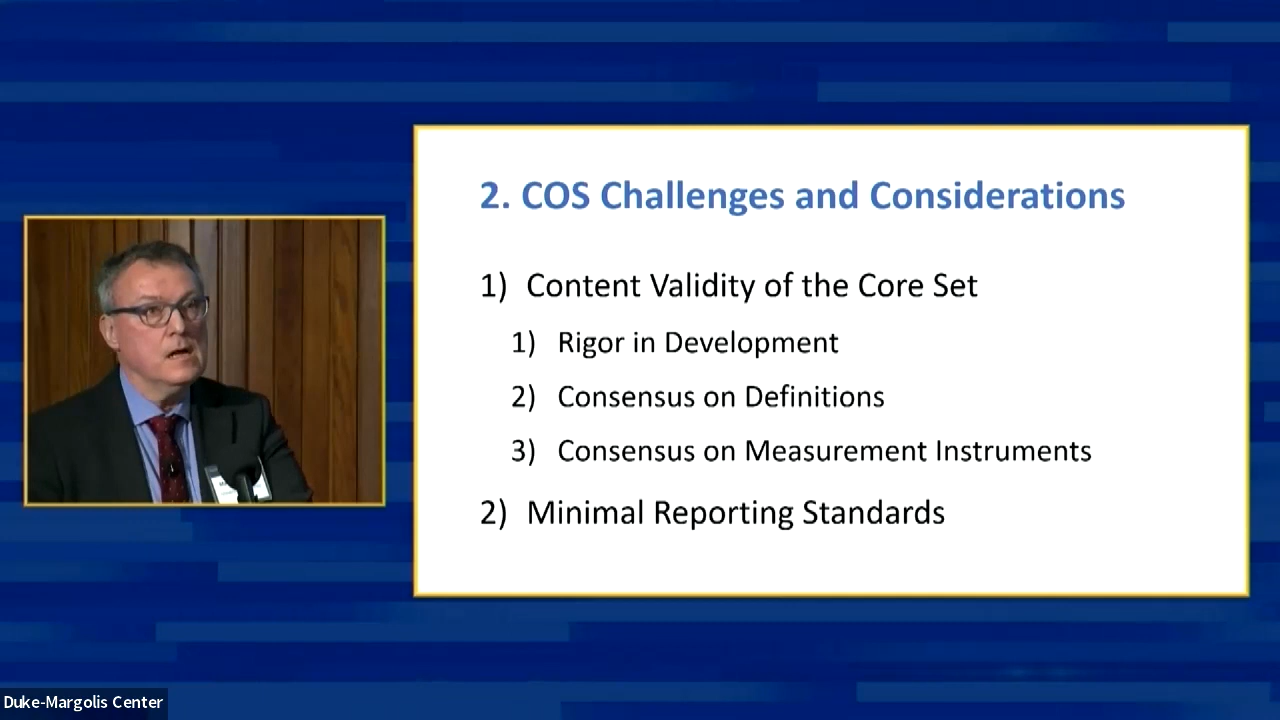 2. COS Challenges and Considerations
1) Content Validity of the Core Set
1) Rigor in Development
2) Consensus on Definitions
3) Consensus on Measurement Instruments
2) Minimal Reporting Standards
Duke-Margolis Center